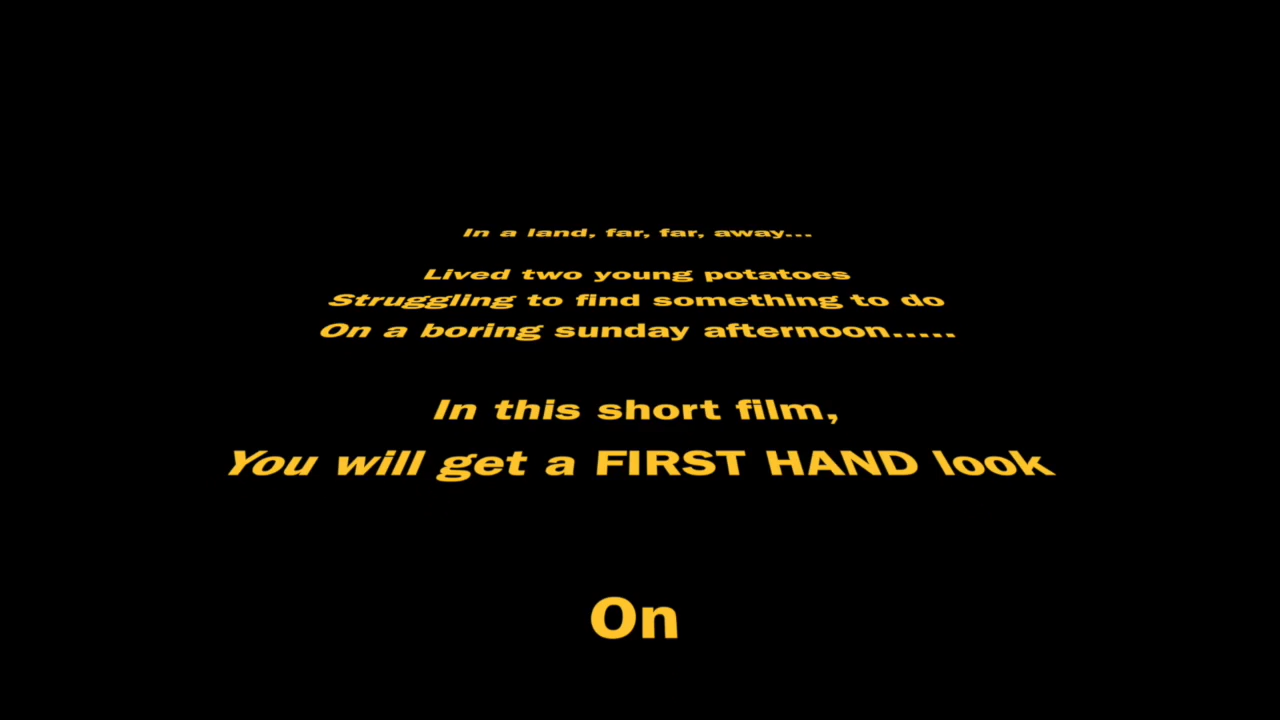 In a land, far, far, away...
Lived two young potatoes
Struggling to find something to do
On a boring sunday afternoon.....
In this short film,
You will get a FIRST HAND look
On